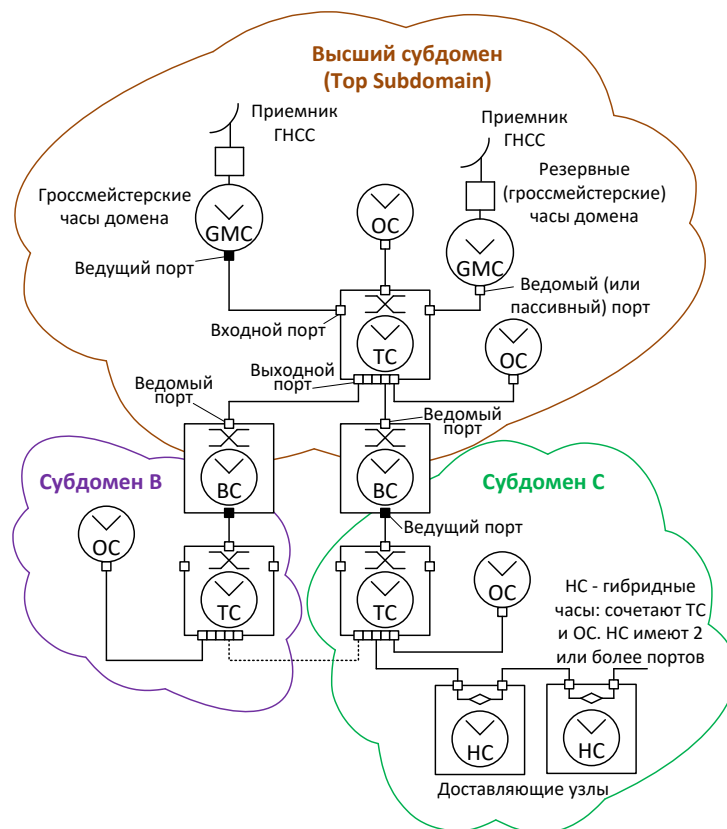 Высший субдомен
(Top Subdomain)
Приемник
ГНСС
Приемник
ГНСС
Гроссмейстерские
часы домена
GMC
Ведущий порт
OC
Резервные
(гроссмейстерские)
часы домена
GMC
Ведомый (или
пассивный) порт
Входной порт
TC
OC
Выходной
порт
Ведомый
порт
Ведомый
порт
BC
BC
Субдомен B
Субдомен C
Ведущий порт
OC
TC
TC
OC
HC - гибридные
часы: сочетают TC
и OC. HC имеют 2
или более портов
HC
HC
Доставляющие узлы